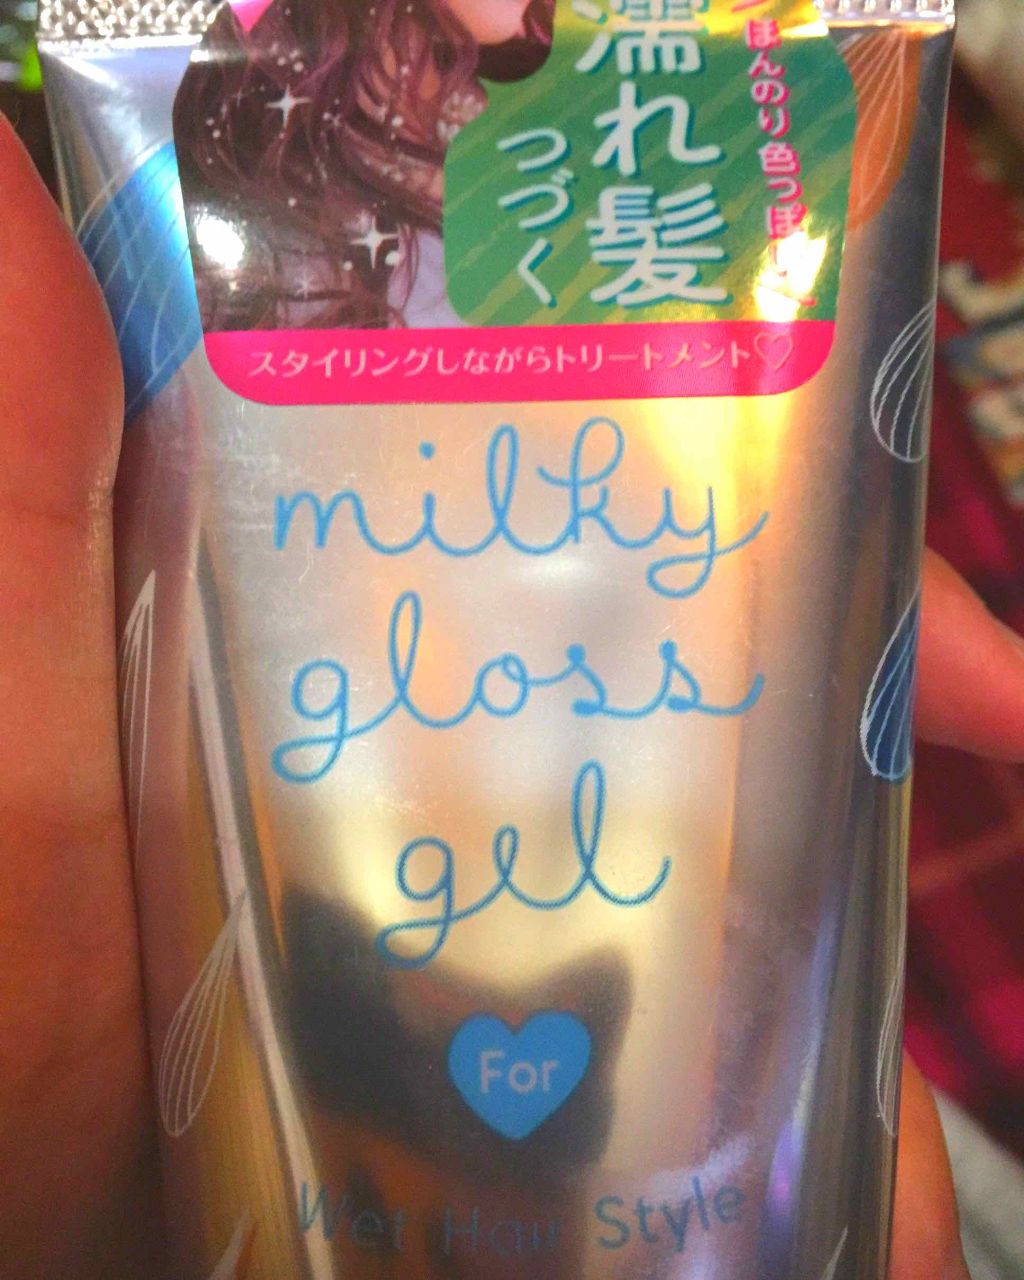 ほんのり色っぽい
濡れ髪
つづく
スタイリングしながらトリートメント♡
milky
gloss
gel
For
Wet Hair Style